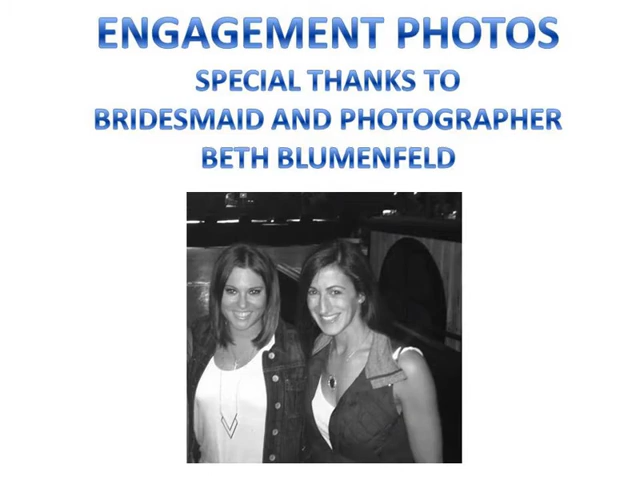 ENGAGEMENT PHOTOS
SPECIAL THANKS TO
BRIDESMAID AND PHOTOGRAPHER
BETH BLUMENFELD